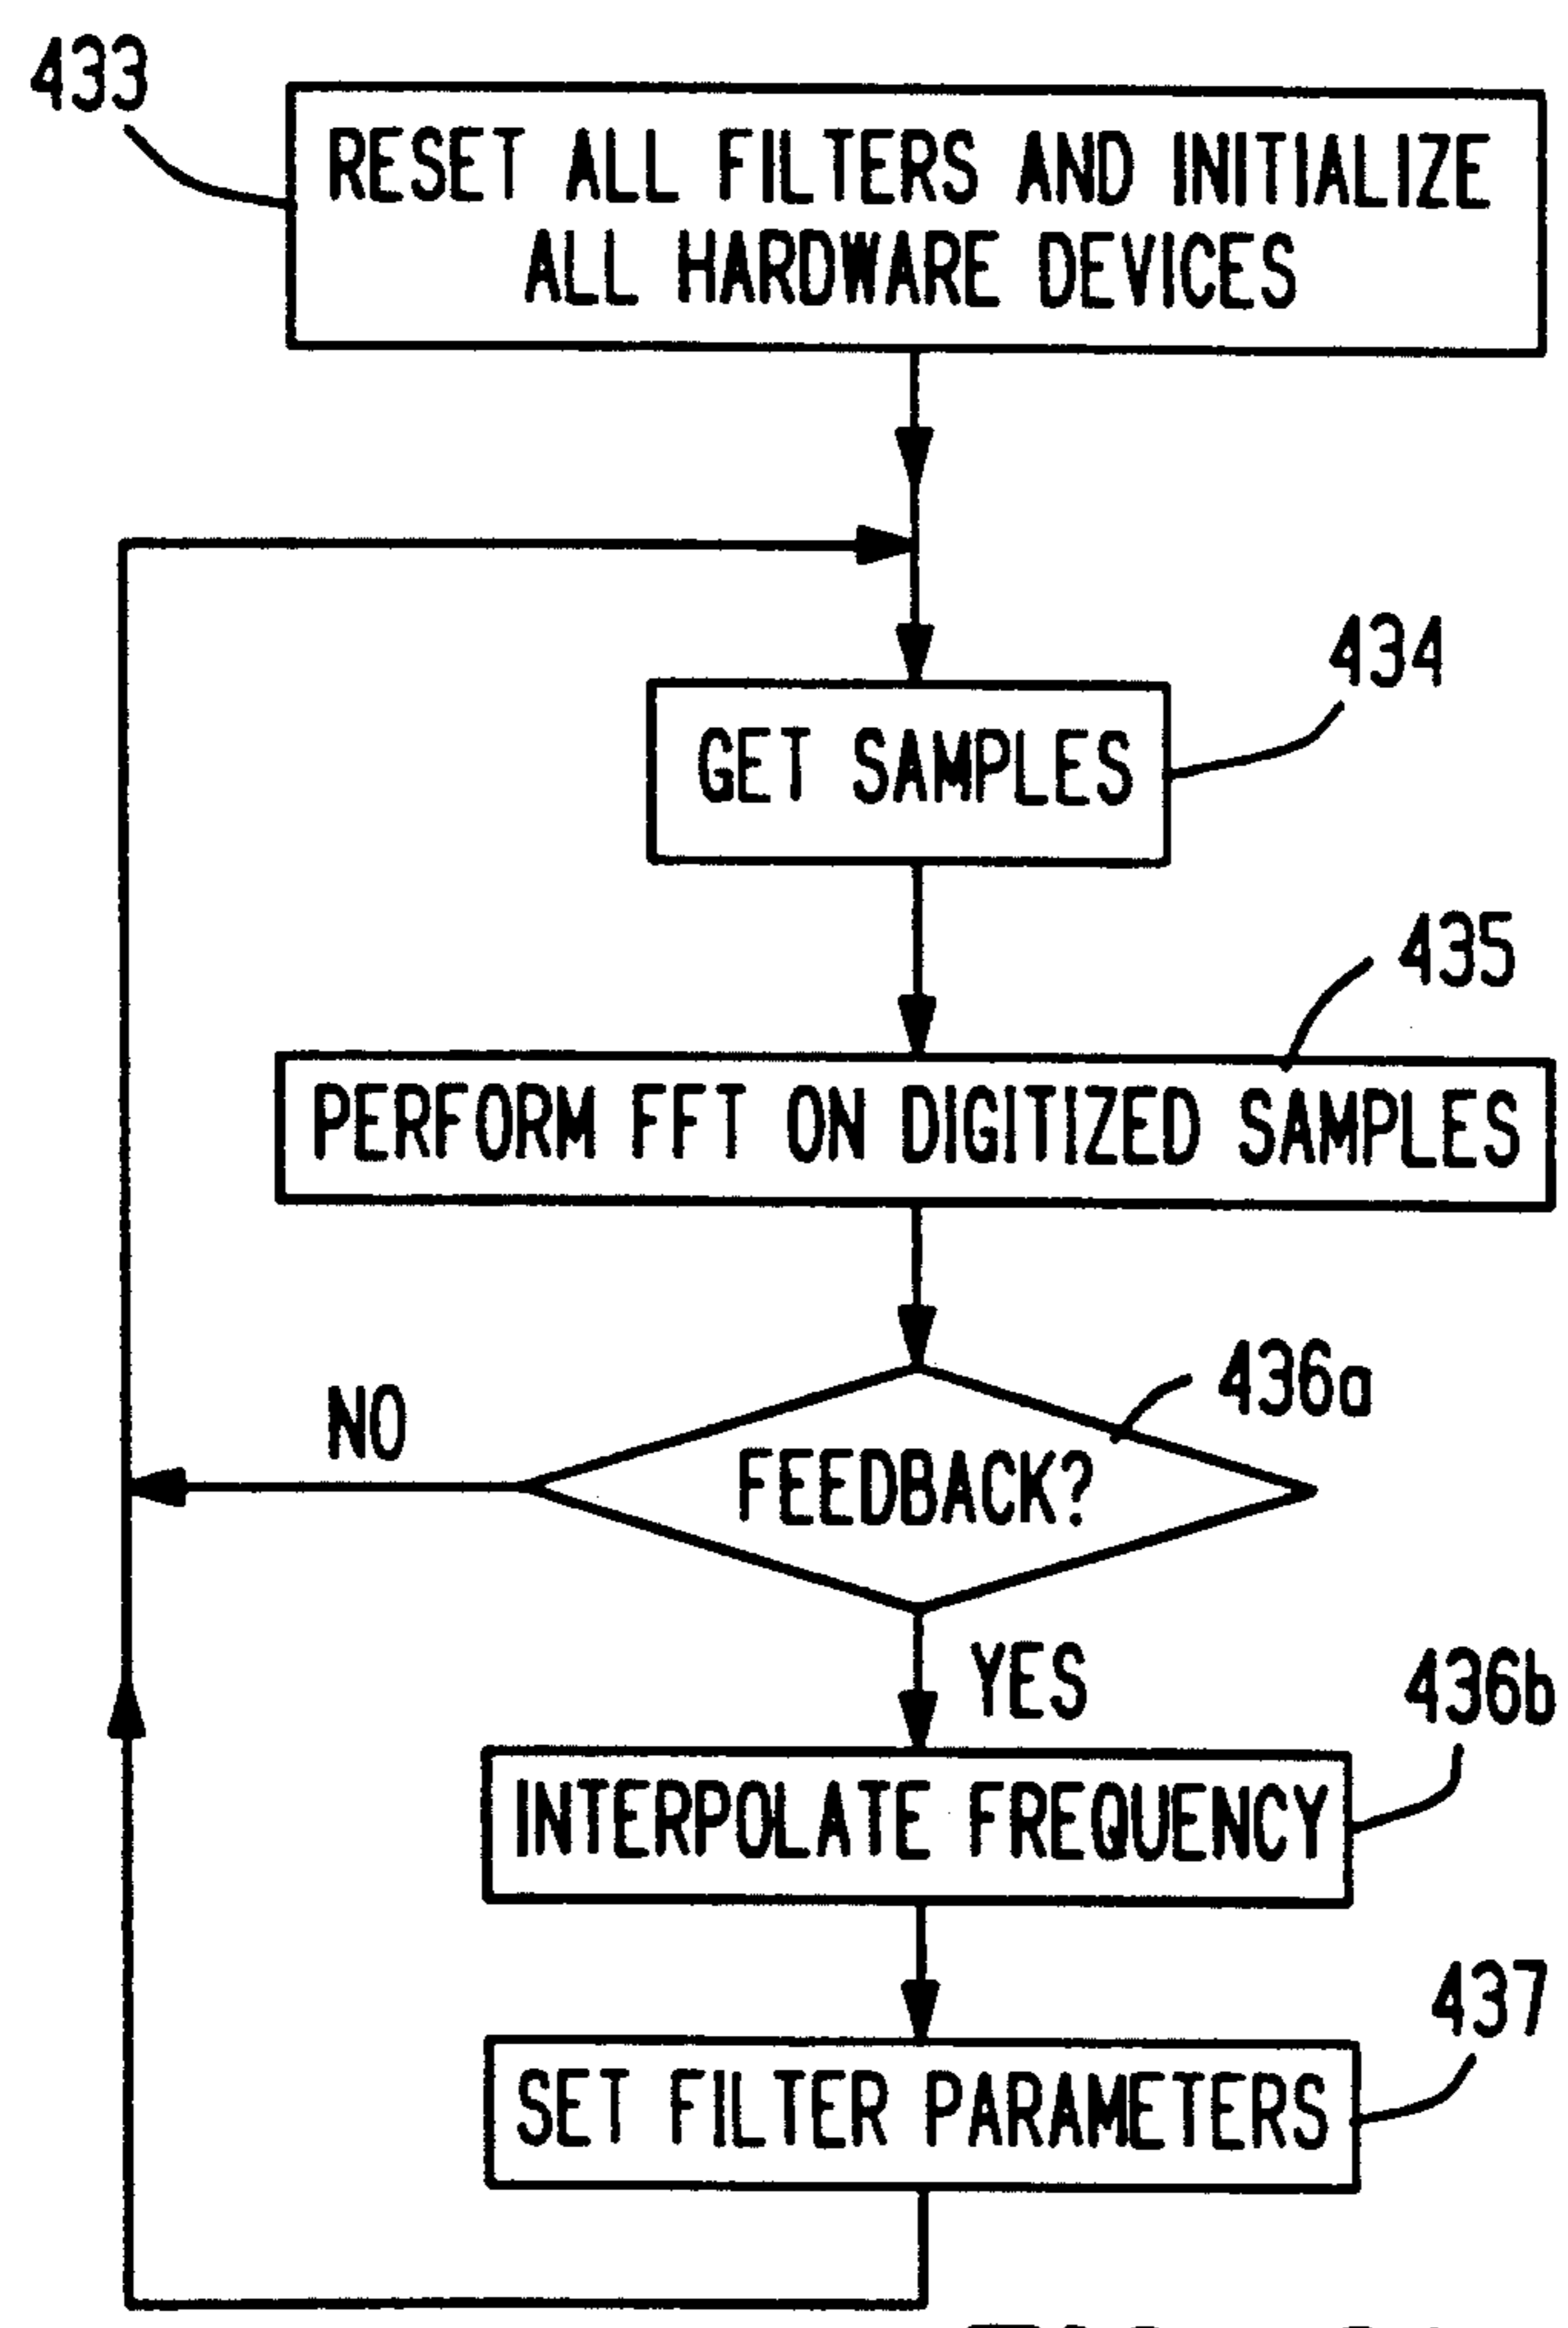 433
RESET ALL FILTERS AND INITIALIZE
ALL HARDWARE DEVICES
434
GET SAMPLES
435
PERFORM FFT ON DIGITIZED SAMPLES
436a
NO
FEEDBACK?
YES
436b
INTERPOLATE FREQUENCY
437
SET FILTER PARAMETERS